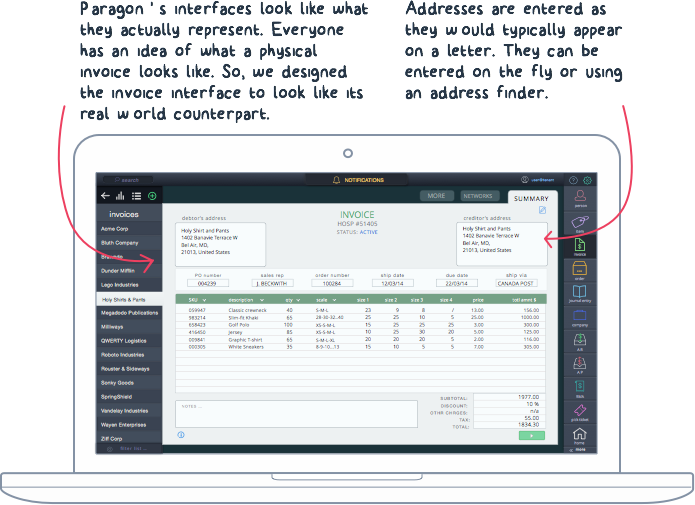 Paragon's interfaces look like what
they actually represent. Everyone
has an idea of what a physical
invoice looks like. So, we designed
the invoice interface to look like its
real world counterpart.
Addresses are entered as
they would typically appear
on a letter. They can be
entered on the fly or using
an address finder.
search
NOTIFICATIONS
MORE
NETWORKS
SUMMARY
invoices
Acme Corp
Bluth Company
Dunder Mifflin
Lego Industries
Holy Shirts & Pants
Megadodo Publications
Milliways
QWERTY Logistics
Roboto Industries
Rouster & Sideways
Sonky Goods
SpringShield
Vandeley Industries
Wayen Enterprises
Ziff Corp
debtor's address
Holy Shirt and Pants
1402 Banavie Terrace W
Bel Air, MD,
21013, United States
INVOICE
HOSP #51405
STATUS: ACTIVE
creditor's address
Holy Shirt and Pants
1402 Banavie Terrace W
Bel Air, MD,
21013, United States
PO number sales rep order number ship date due date ship via
004239 J. BECKWITH 100284 12/03/14 22/03/14 CANADA POST
SKU description qty scale size 1 size 2 size 3 size 4 price totl amnt $
059947 Classic crewneck 40 S-M-L 23 9 8 / 13.00 156.00
983214 Slim-fit Khaki 65 28-30-32..40 25 25 10 5 25.00 1000.00
658423 Golf Polo 100 XS-S-M-L 15 25 25 25 3.00 300.00
416450 Jersey 85 XS-S-M-L 10 25 30 20 5.00 125.00
009841 Graphic T-shirt 65 S-M-L-XL 20 20 20 5 2.00 116.00
000305 White Sneakers 35 8-9-10..13 15 10 5 5 7.00 305.00
NOTES ...
SUBTOTAL: 1977.00
DISCOUNT: 10 %
OTHR CHRGES: n/a
TAX: 55.00
TOTAL: 1834.30
person
invoice
order
journal entry
company
A/R
A/P
home
more